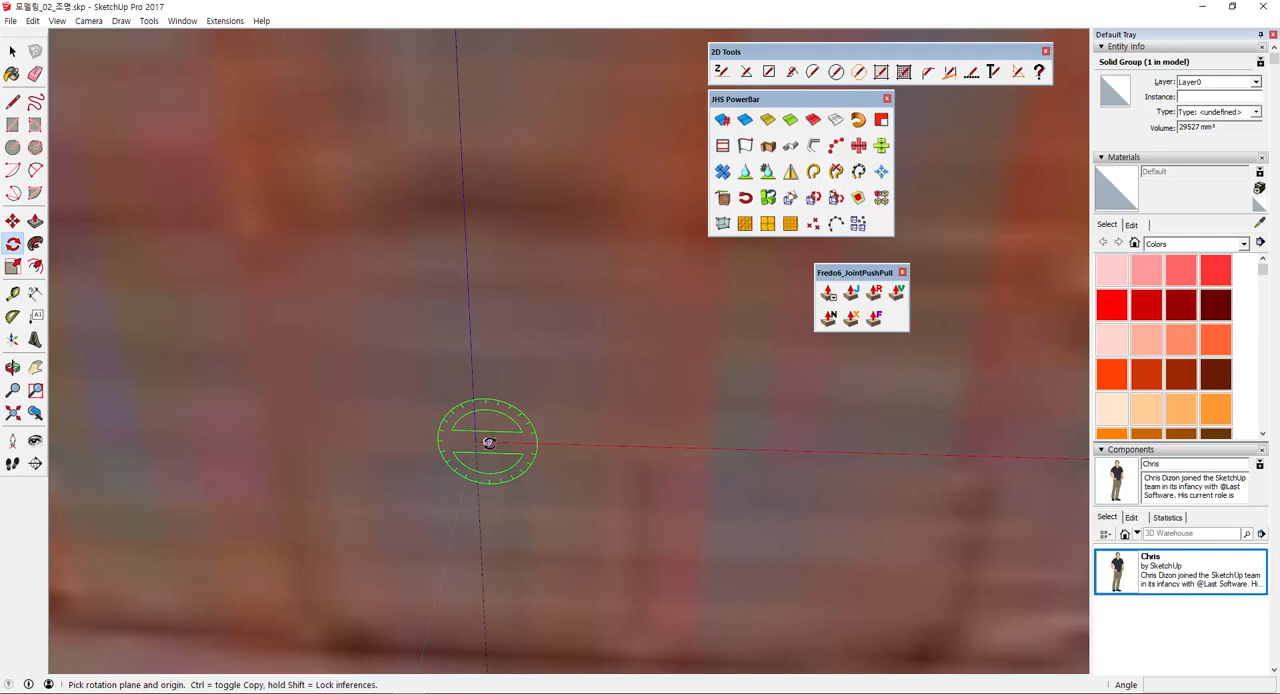 모델링_02_조명.skp - SketchUp Pro 2017
File Edit View Camera Draw Tools Window Extensions Help
2D Tools
JHS PowerBar
Fredo6_JointPushPull
Default Tray
Entity Info
Solid Group (1 in model)
Layer: Layer0
Instance:
Type: Type: <undefined>
Volume: 29527 mm³
Materials
Default
Select Edit
Colors
Components
Chris
Chris Dizon joined the SketchUp
team in its infancy with @Last
Software. His current role is
Select Edit Statistics
3D Warehouse
Chris
by SketchUp
Chris Dizon joined the SketchUp
team in its infancy with @Last Software. Hi...
Pick rotation plane and origin. Ctrl = toggle Copy, hold Shift = Lock inferences.
Angle